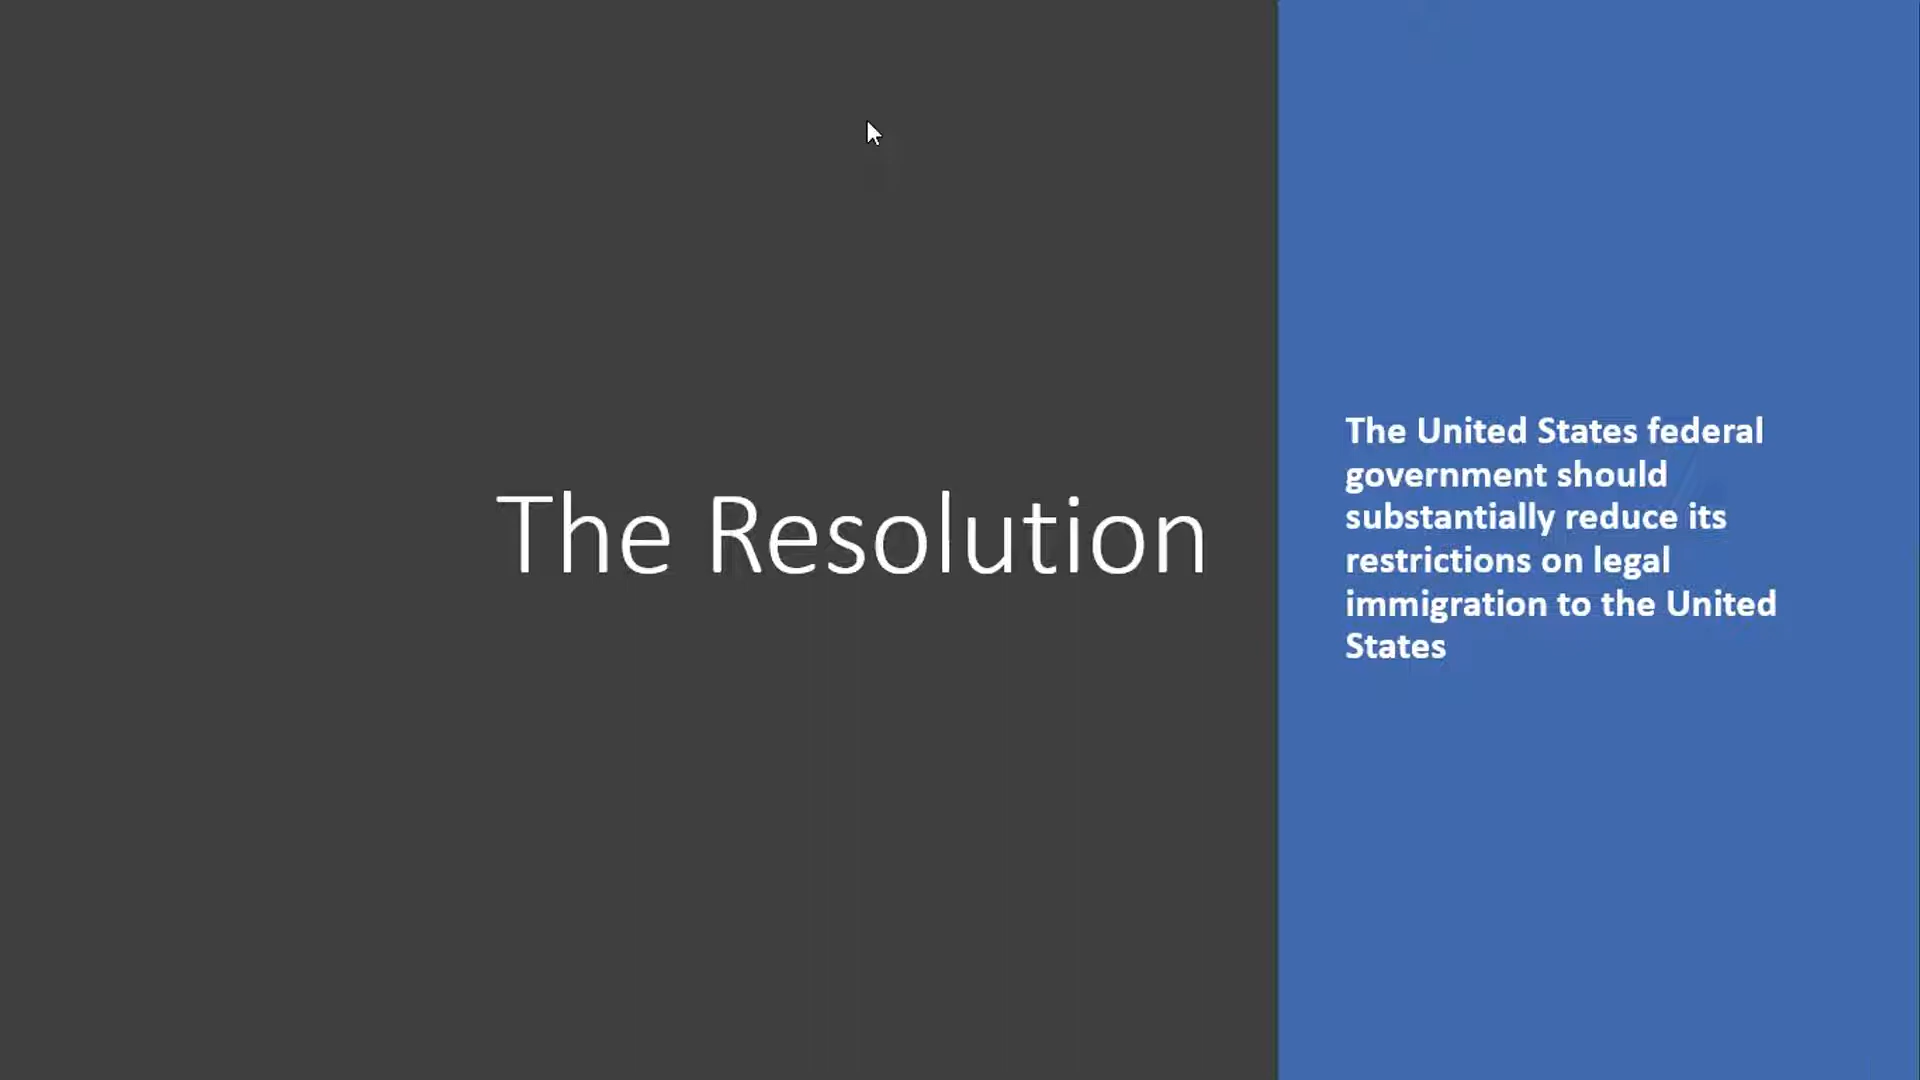 The Resolution
The United States federal
government should
substantially reduce its
restrictions on legal
immigration to the United
States